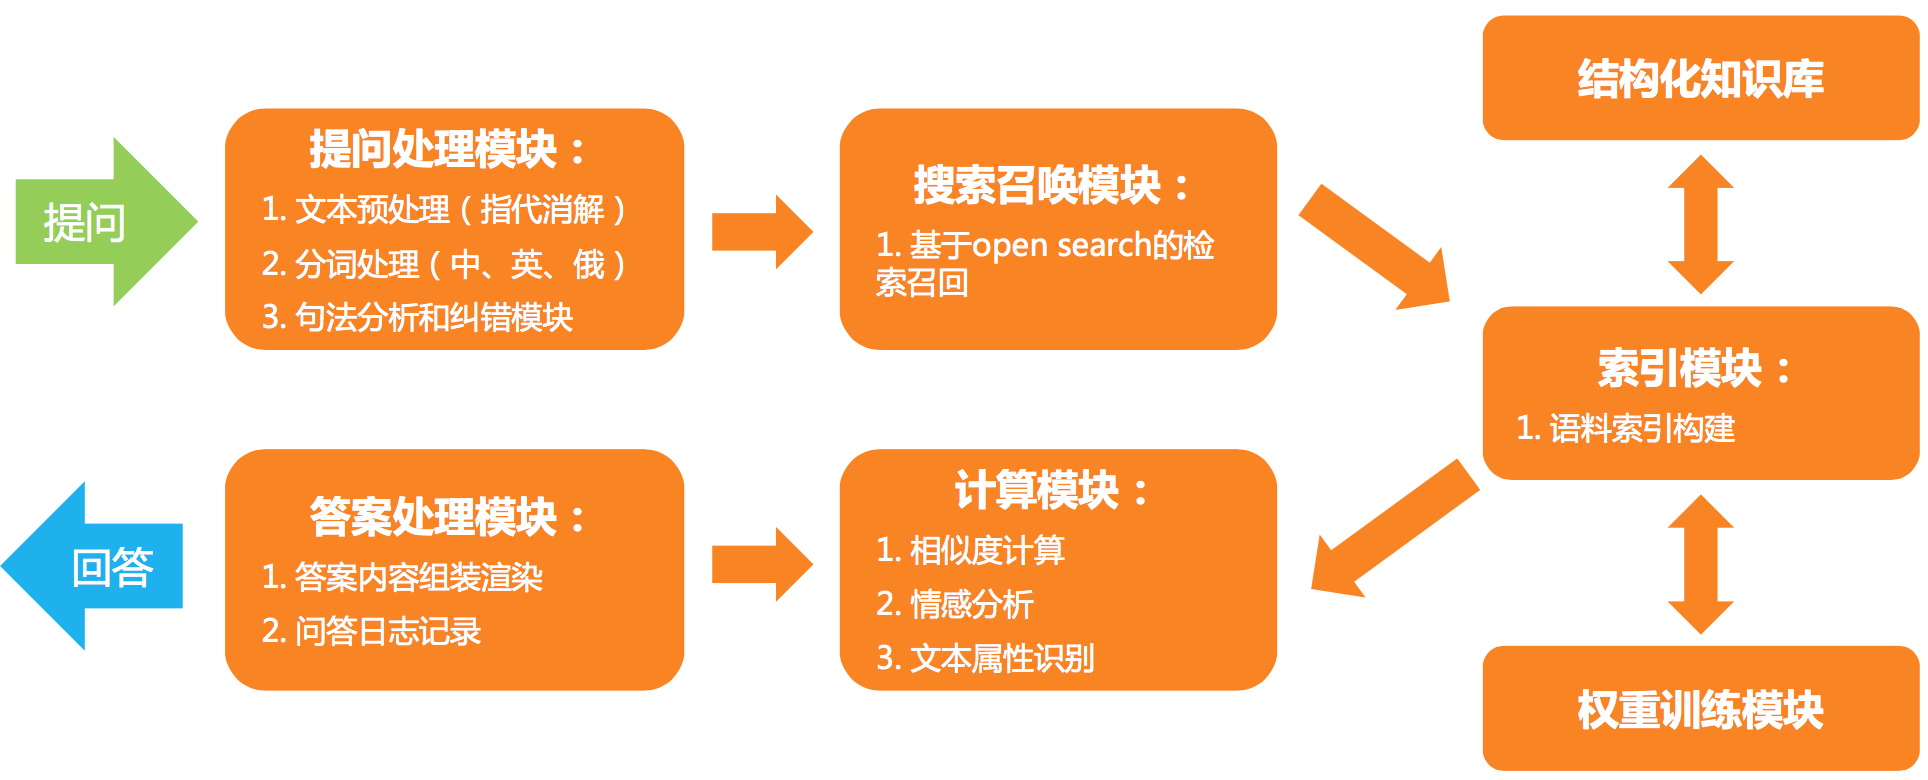 提问
提问处理模块：
1. 文本预处理（指代消解）
2. 分词处理（中、英、俄）
3. 句法分析和纠错模块
搜索召唤模块：
1. 基于open search的检
索召回
结构化知识库
索引模块：
1. 语料索引构建
权重训练模块
计算模块：
1. 相似度计算
2. 情感分析
3. 文本属性识别
答案处理模块：
1. 答案内容组装渲染
2. 问答日志记录
回答